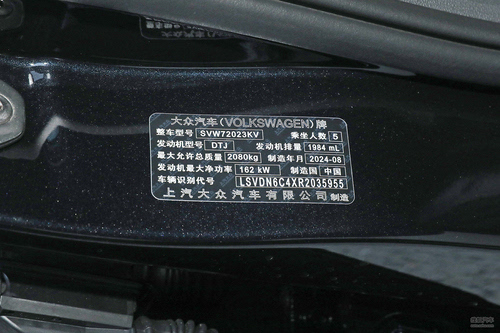 大众汽车(VOLKSWAGEN)牌
整车型号 SVW72023KV 乘坐人数 5
发动机型号 DTJ 发动机排量 1984 mL
最大允许总质量 2080kg 制造年月 2024-08
发动机最大净功率 162 kW 制造国 中国
车辆识别代号 LSVDN6C4XR2035955
上汽大众汽车有限公司 制造